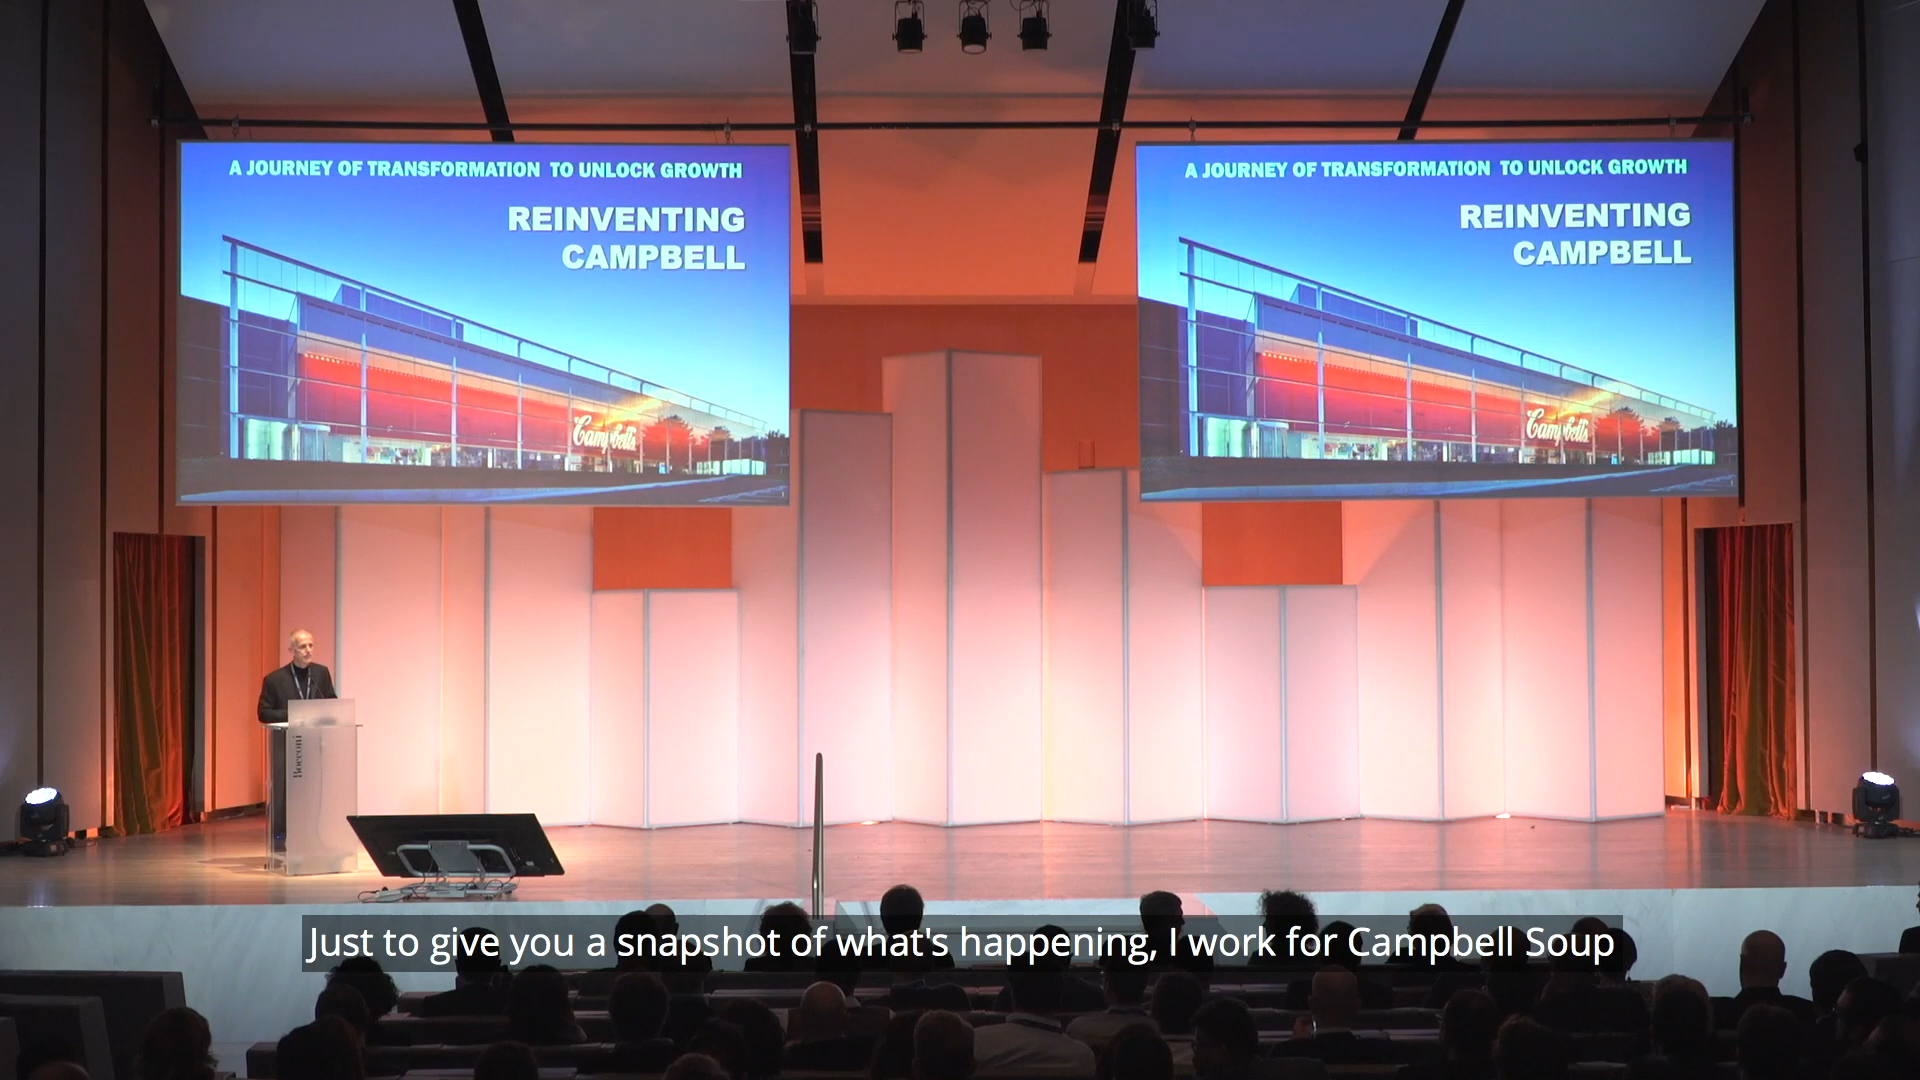 A JOURNEY OF TRANSFORMATION TO UNLOCK GROWTH
REINVENTING
CAMPBELL
Campbell's
A JOURNEY OF TRANSFORMATION TO UNLOCK GROWTH
REINVENTING
CAMPBELL
Campbell's
Bocconi
Just to give you a snapshot of what's happening, I work for Campbell Soup